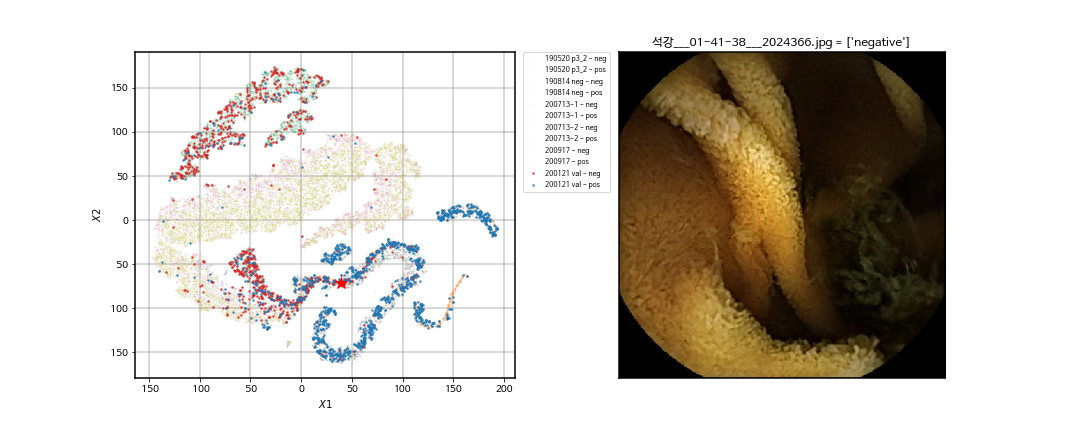 석강___01-41-38___2024366.jpg = ['negative']
150
100
50
0
50
100
150
X2
150
100
50
0
50
100
150
200
X1
190520 p3_2 – neg
190520 p3_2 – pos
190814 neg – neg
190814 neg – pos
200713-1 – neg
200713-1 – pos
200713-2 – neg
200713-2 – pos
200917 – neg
200917 – pos
200121 val – neg
200121 val – pos